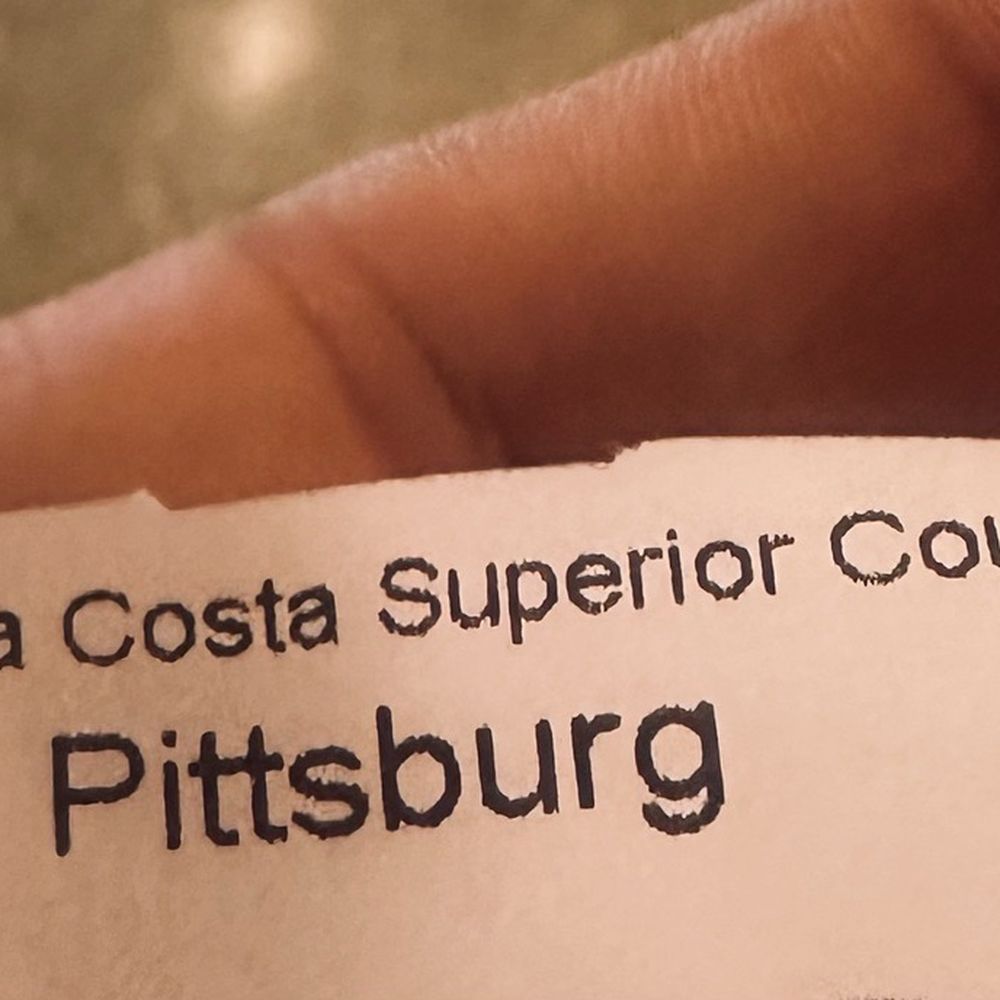 a Costa Superior Cou
Pittsburg